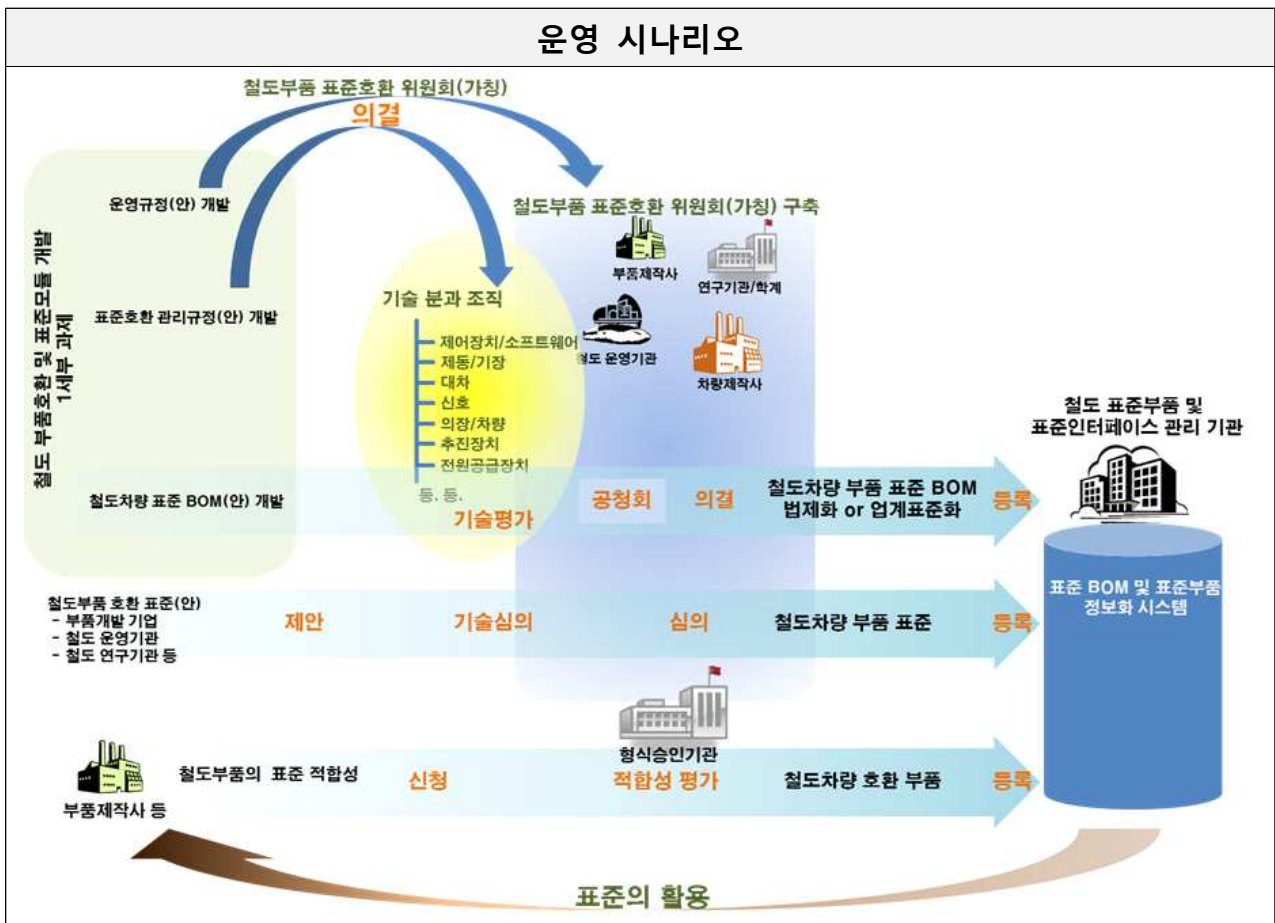 운영 시나리오
철도부품 표준호환 위원회(가칭)
의결
철도 부품호환 및 표준모듈 개발
1세부 과제
운영규정(안) 개발
표준호환 관리규정(안) 개발
철도차량 표준 BOM(안) 개발
기술 분과 조직
제어장치/소프트웨어
제동/기장
대차
신호
의장/차량
추진장치
전원공급장치
등. 등.
기술평가
철도부품 표준호환 위원회(가칭) 구축
부품제작사
연구기관/학계
철도 운영기관
차량제작사
공청회
의결
철도차량 부품 표준 BOM
법제화 or 업계표준화
등록
철도 표준부품 및
표준인터페이스 관리 기관
표준 BOM 및 표준부품
정보화 시스템
철도부품 호환 표준(안)
- 부품개발 기업
- 철도 운영기관
- 철도 연구기관 등
제안
기술심의
심의
철도차량 부품 표준
등록
부품제작사 등
철도부품의 표준 적합성
신청
형식승인기관
적합성 평가
철도차량 호환 부품
등록
표준의 활용